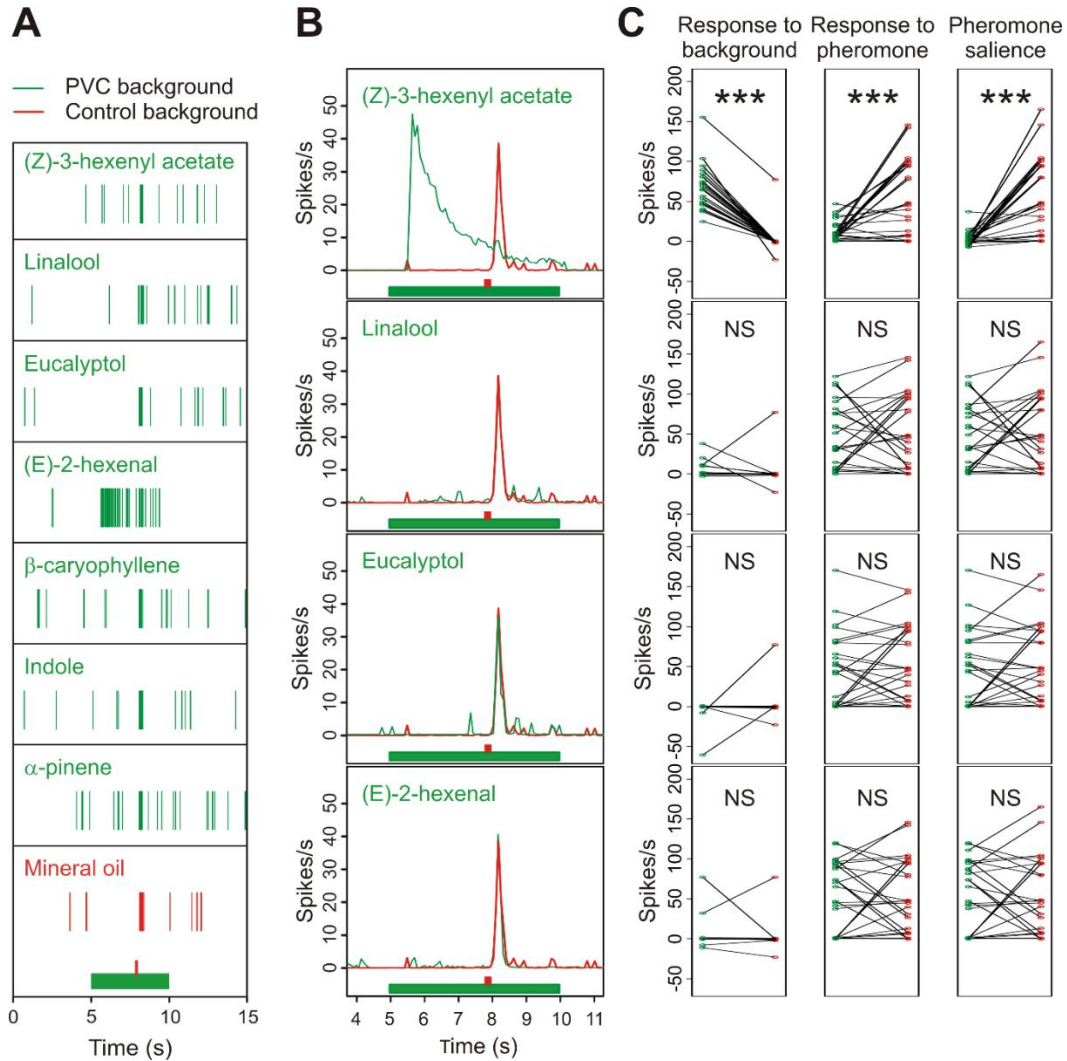 A
PVC background
Control background
(Z)-3-hexenyl acetate
Linalool
Eucalyptol
(E)-2-hexenal
β-caryophyllene
Indole
α-pinene
Mineral oil
0 5 10 15
Time (s)
B
(Z)-3-hexenyl acetate
Spikes/s
0 10 20 30 40 50
Linalool
Spikes/s
0 10 20 30 40 50
Eucalyptol
Spikes/s
0 10 20 30 40 50
(E)-2-hexenal
Spikes/s
0 10 20 30 40 50
4 5 6 7 8 9 10 11
Time (s)
C
Response to
background
Response to
pheromone
Pheromone
salience
Spikes/s
-50 0 50 100 150 200
*** *** ***
Spikes/s
-50 0 50 100 150 200
NS NS NS
Spikes/s
-50 0 50 100 150 200
NS NS NS
Spikes/s
-50 0 50 100 150 200
NS NS NS